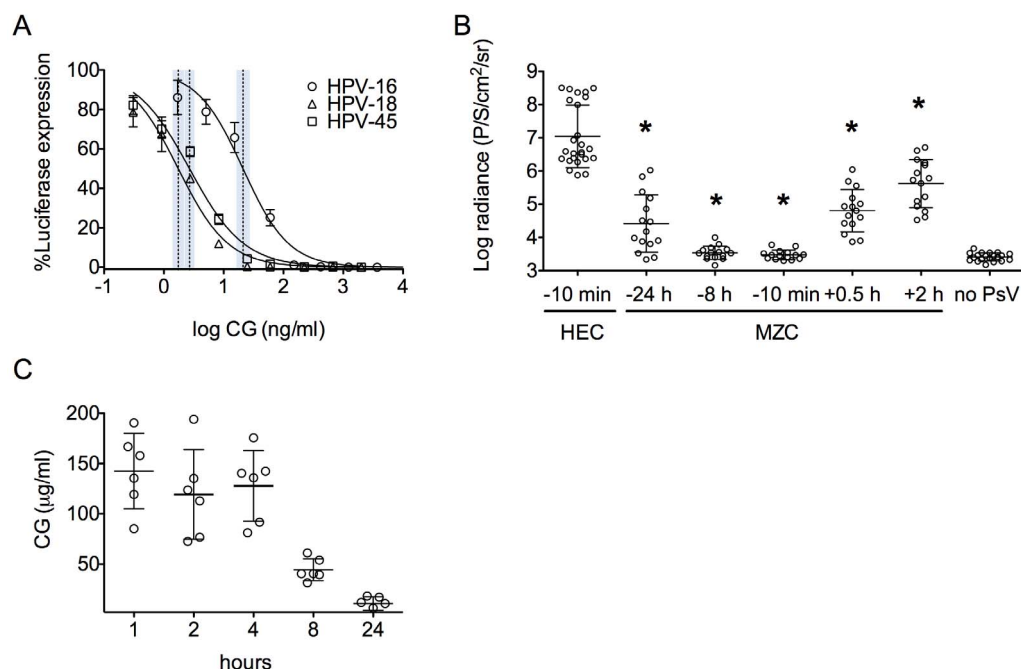 A
%Luciferase expression
100
80
60
40
20
0
-1 0 1 2 3 4
log CG (ng/ml)
HPV-16
HPV-18
HPV-45
B
Log radiance (P/S/cm²/sr)
9
8
7
6
5
4
3
* * * * *
-10 min -24 h -8 h -10 min +0.5 h +2 h no PsV
HEC MZC
C
CG (µg/ml)
200
150
100
50
1 2 4 8 24
hours